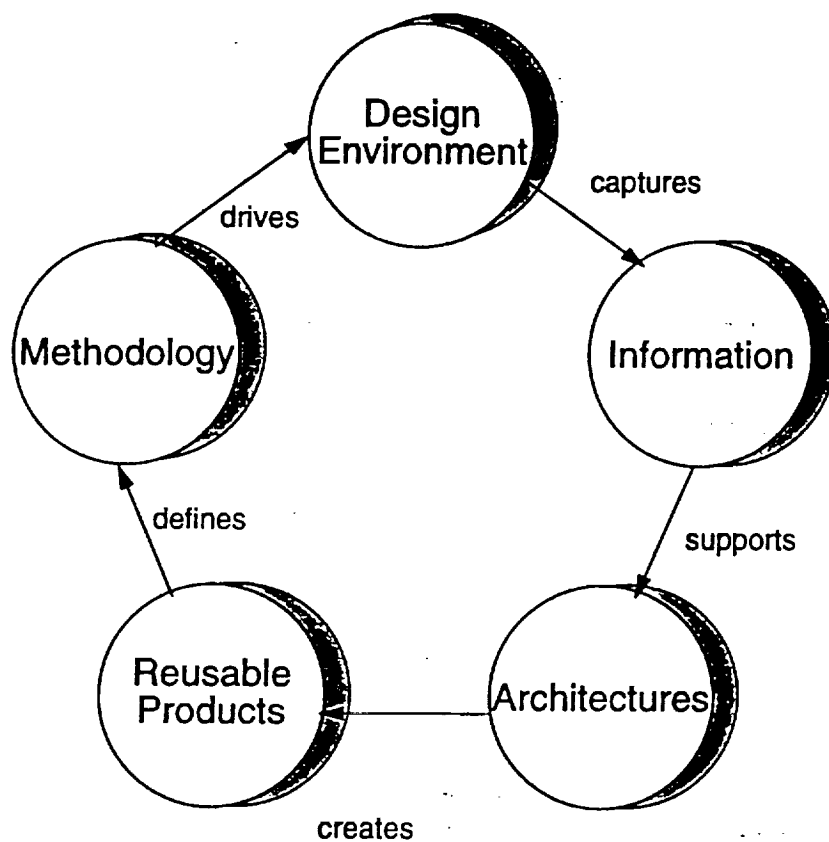 Design
Environment
captures
drives
Methodology
Information
defines
supports
Reusable
Products
Architectures
creates